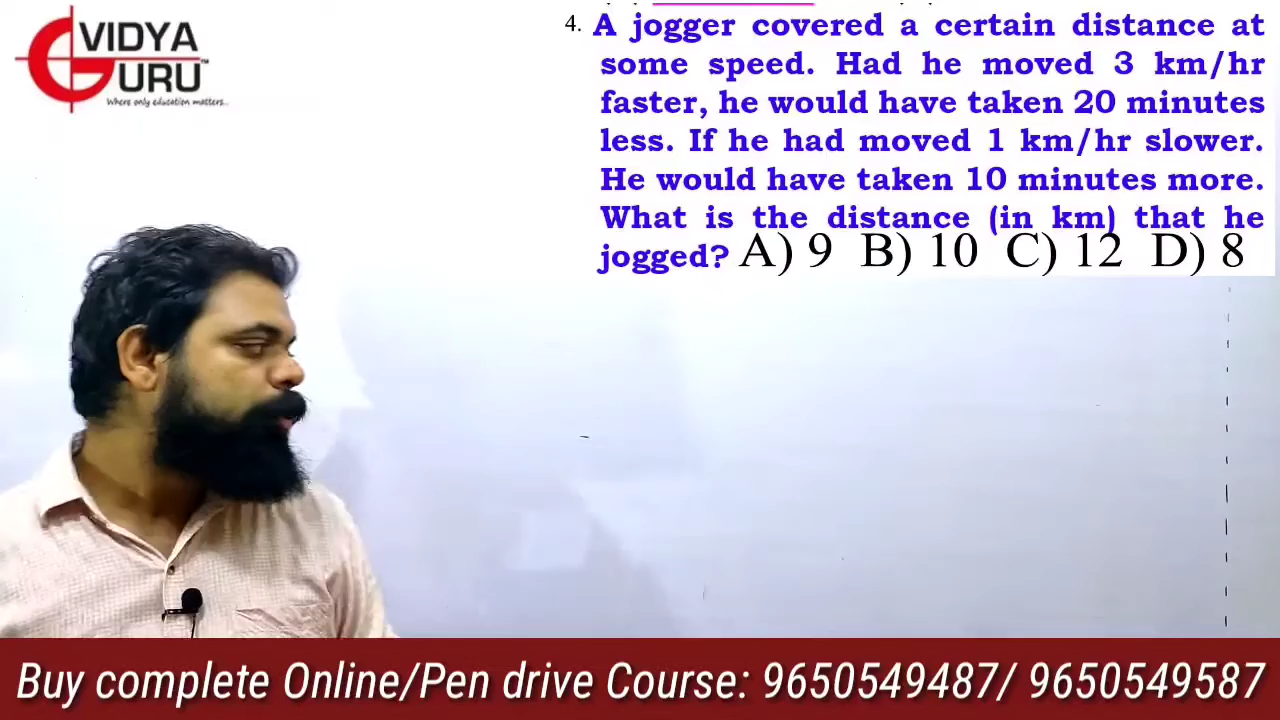 VIDYA
GURU™
Where only education matters...
4. A jogger covered a certain distance at
some speed. Had he moved 3 km/hr
faster, he would have taken 20 minutes
less. If he had moved 1 km/hr slower.
He would have taken 10 minutes more.
What is the distance (in km) that he
jogged? A) 9 B) 10 C) 12 D) 8
Buy complete Online/Pen drive Course: 9650549487/ 9650549587